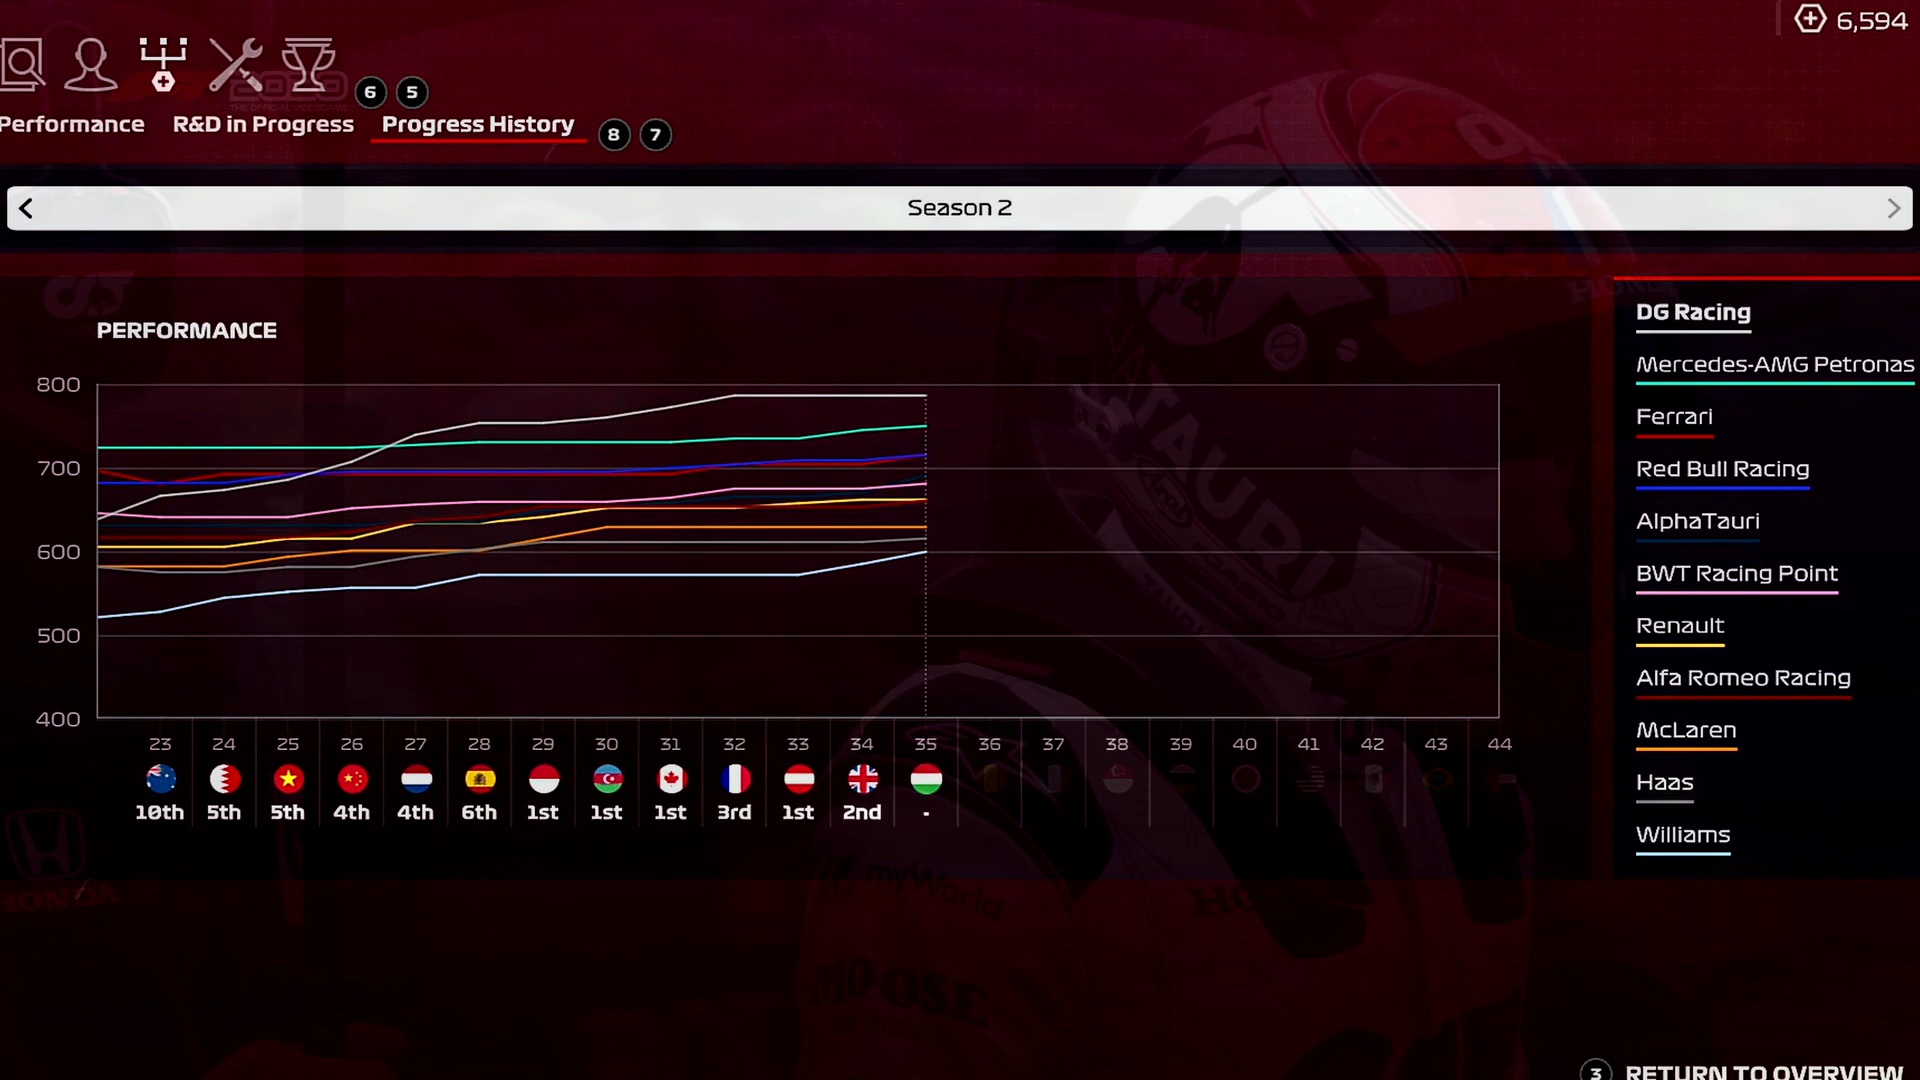 6,594
6 5
Performance R&D in Progress Progress History 8 7
Season 2
PERFORMANCE
800
700
600
500
400
23 24 25 26 27 28 29 30 31 32 33 34 35 36 37 38 39 40 41 42 43 44
10th 5th 5th 4th 4th 6th 1st 1st 1st 3rd 1st 2nd -
DG Racing
Mercedes-AMG Petronas
Ferrari
Red Bull Racing
AlphaTauri
BWT Racing Point
Renault
Alfa Romeo Racing
McLaren
Haas
Williams
TAURI
HONDA
myWorld
MOOSE
3 RETURN TO OVERVIEW